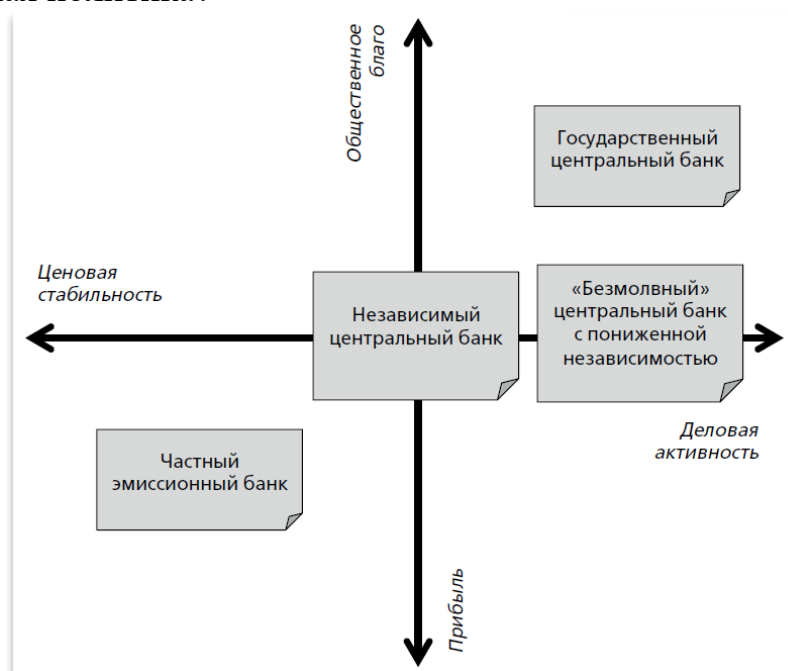 Общественное
благо
Государственный
центральный банк
Ценовая
стабильность
Независимый
центральный банк
«Безмолвный»
центральный банк
с пониженной
независимостью
Деловая
активность
Частный
эмиссионный банк
Прибыль